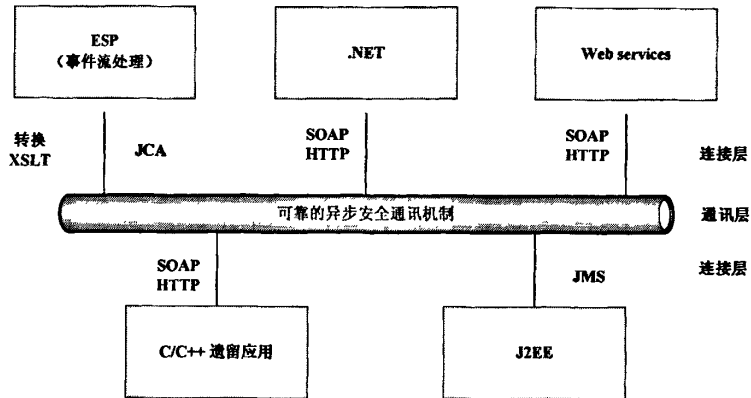 ESP
（事件流处理）
.NET
Web services
转换
XSLT
JCA
SOAP
HTTP
SOAP
HTTP
连接层
可靠的异步安全通讯机制
通讯层
SOAP
HTTP
JMS
连接层
C/C++ 遗留应用
J2EE